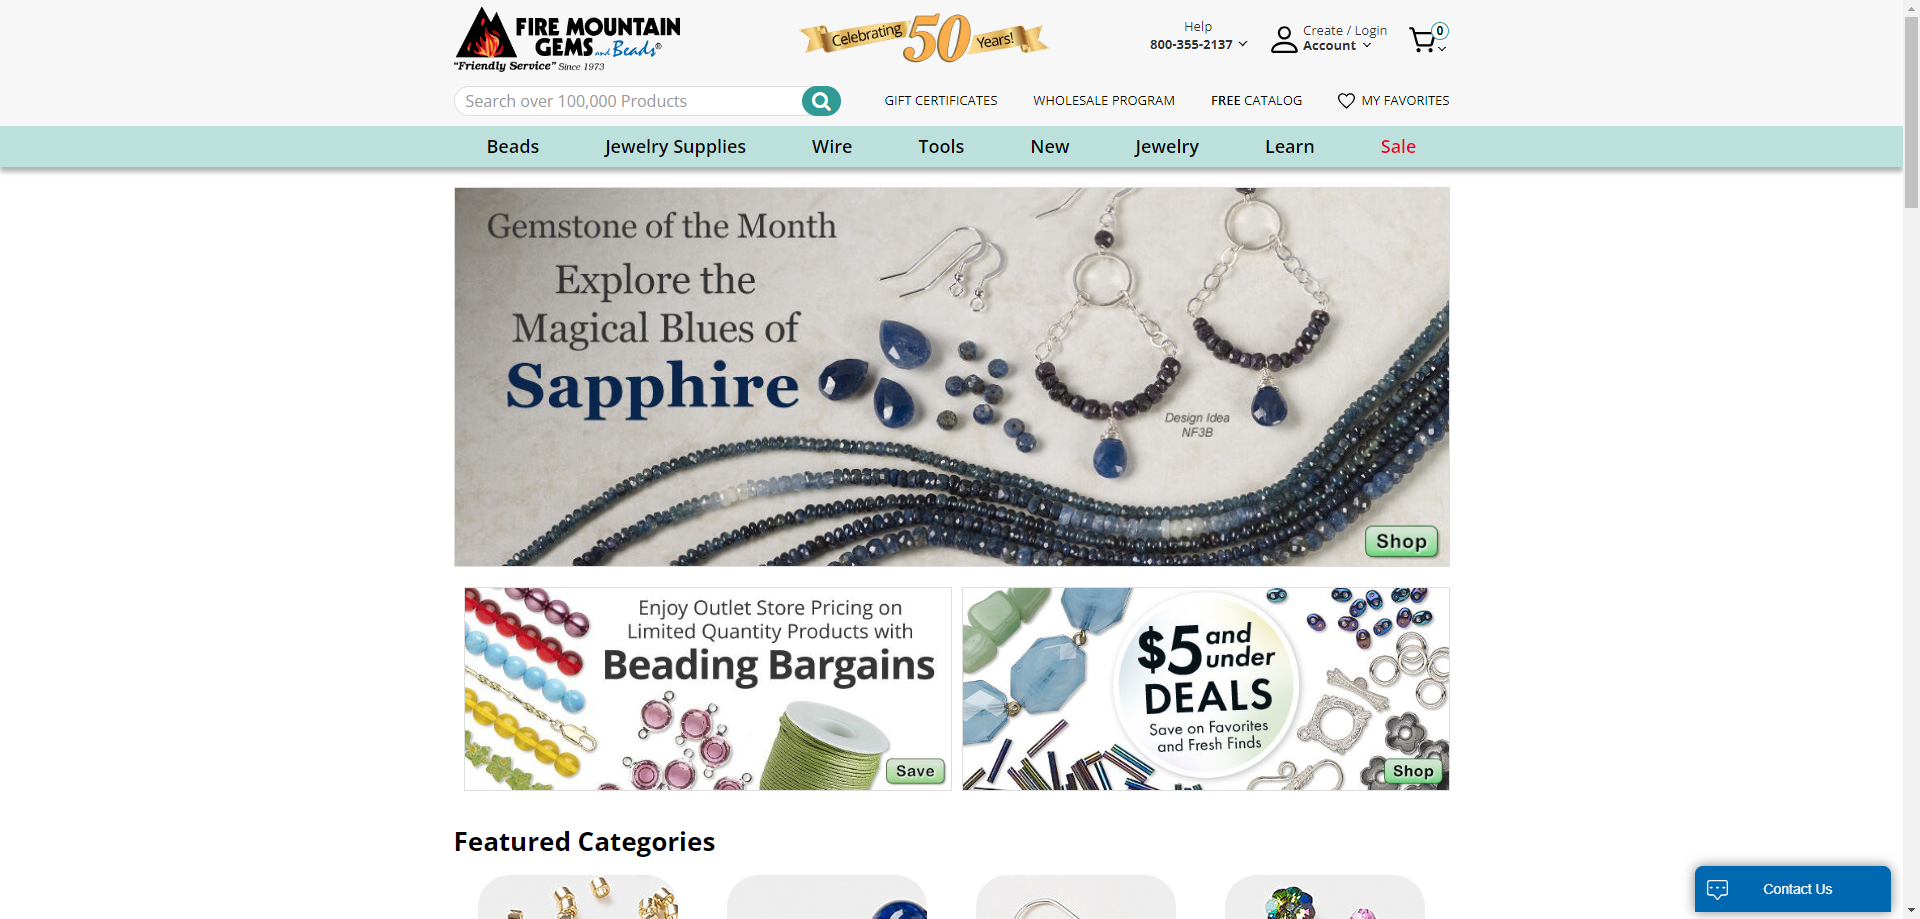 FIRE MOUNTAIN
GEMS and Beads®
"Friendly Service" Since 1973
Celebrating 50 Years!
Help
800-355-2137
Create / Login
Account
0
Search over 100,000 Products
GIFT CERTIFICATES
WHOLESALE PROGRAM
FREE CATALOG
MY FAVORITES
Beads
Jewelry Supplies
Wire
Tools
New
Jewelry
Learn
Sale
Gemstone of the Month
Explore the
Magical Blues of
Sapphire
Design Idea
NF3B
Shop
Enjoy Outlet Store Pricing on
Limited Quantity Products with
Beading Bargains
Save
$5 and
under
DEALS
Save on Favorites
and Fresh Finds
Shop
Featured Categories
Contact Us